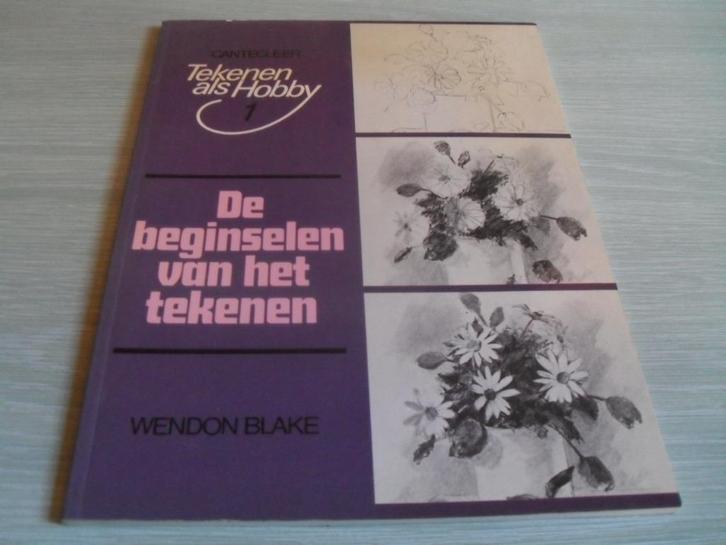 CANTECLEER
Tekenen
als Hobby
1
De
beginselen
van het
tekenen
WENDON BLAKE